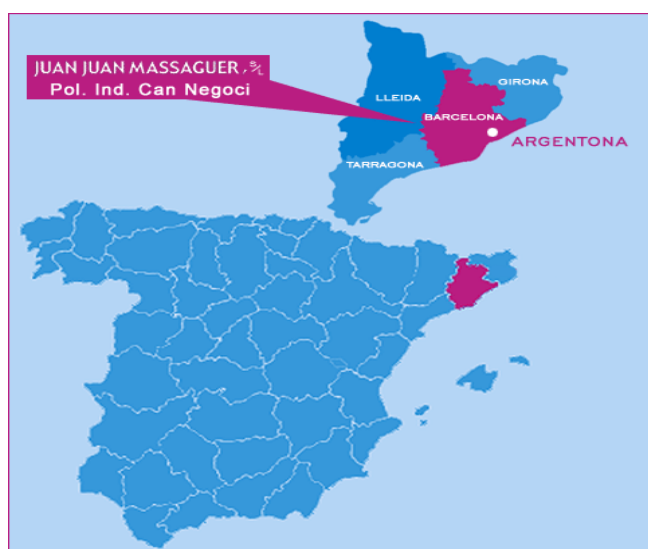 JUAN JUAN MASSAGUER, S/L
Pol. Ind. Can Negoci
GIRONA
LLEIDA
BARCELONA
ARGENTONA
TARRAGONA